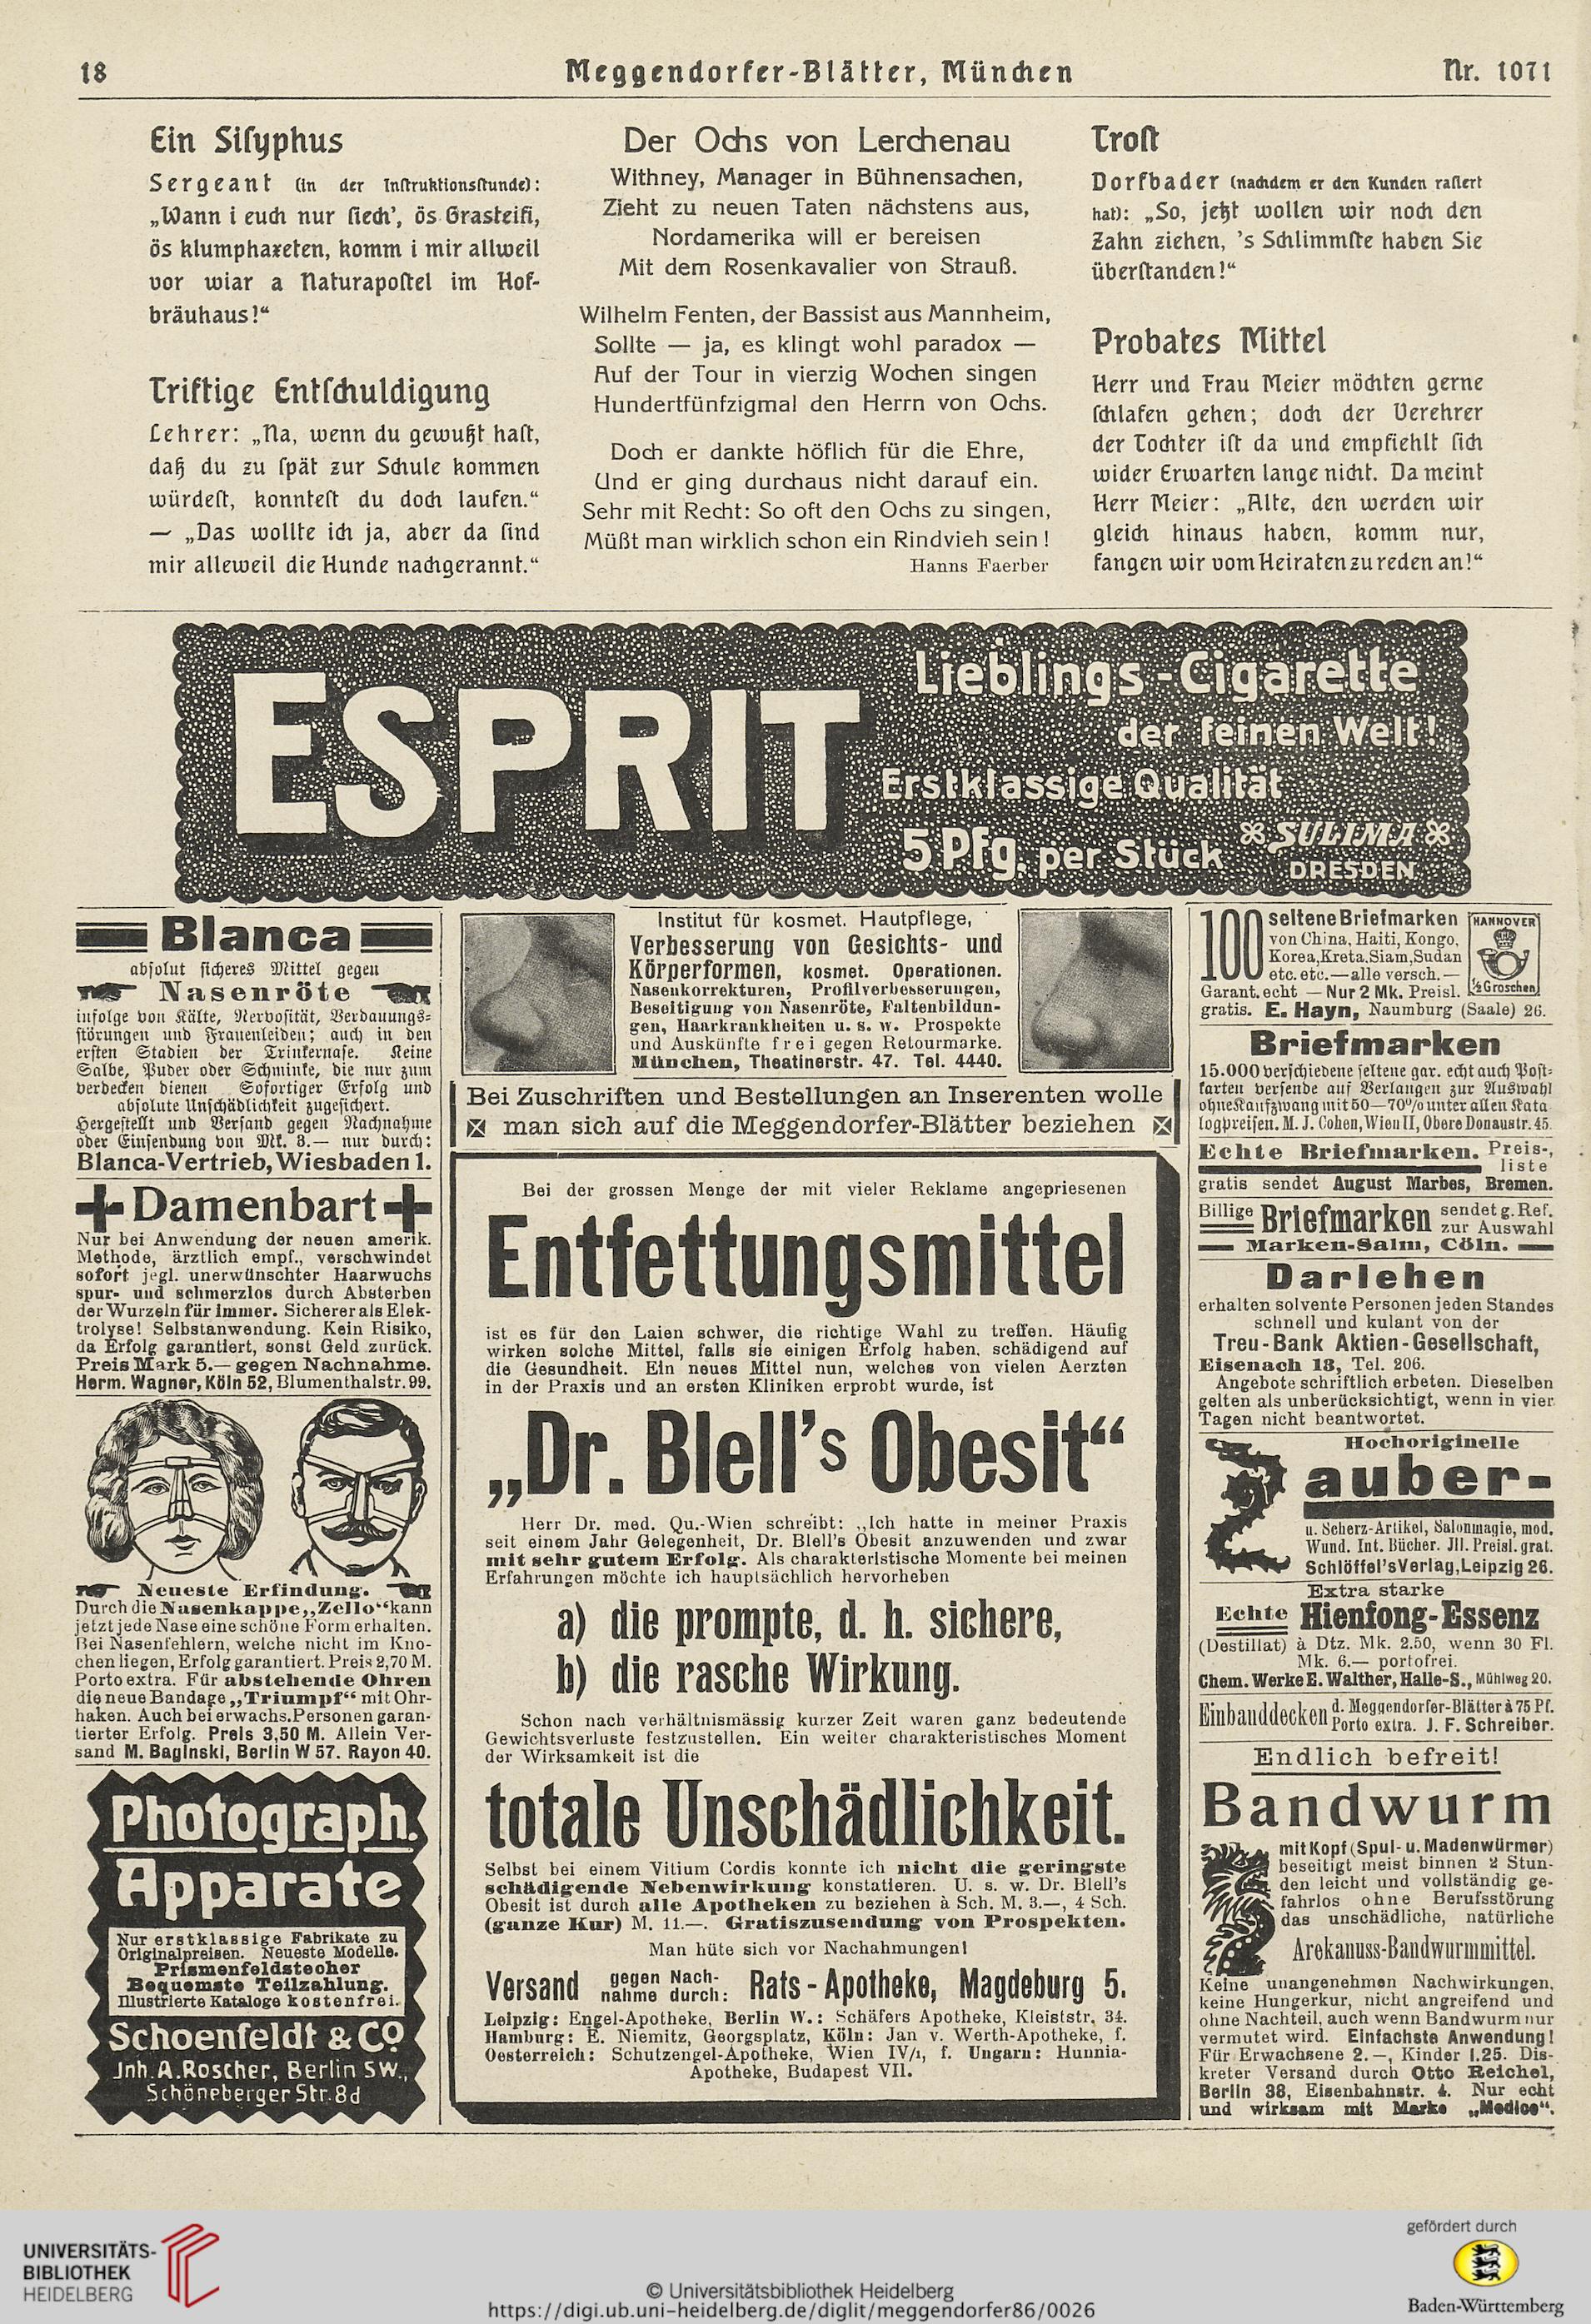 18
Meggendorfer-Blätter, München
Nr. 1071
Ein Sisyphus
Sergeant (in der Instruktionsstunde):
„Wann i euch nur siech', ös Grasteifi,
ös klumphaxeten, komm i mir allweil
vor wiar a Naturapostel im Hof-
bräuhaus!“
Triftige Entschuldigung
Lehrer: „Na, wenn du gewußt hast,
daß du zu spät zur Schule kommen
würdest, konntest du doch laufen.“
— „Das wollte ich ja, aber da sind
mir alleweil die Hunde nachgerannt.“
Der Ochs von Lerchenau
Withney, Manager in Bühnensachen,
Zieht zu neuen Taten nächstens aus,
Nordamerika will er bereisen
Mit dem Rosenkavalier von Strauß.
Wilhelm Fenten, der Bassist aus Mannheim,
Sollte — ja, es klingt wohl paradox —
Auf der Tour in vierzig Wochen singen
Hundertfünfzigmal den Herrn von Ochs.
Doch er dankte höflich für die Ehre,
Und er ging durchaus nicht darauf ein.
Sehr mit Recht: So oft den Ochs zu singen,
Müßt man wirklich schon ein Rindvieh sein!
Hanns Faerber
Trost
Dorfbader (nachdem er den Kunden rasiert
hat): „So, jetzt wollen wir noch den
Zahn ziehen, 's Schlimmste haben Sie
überstanden!“
Probates Mittel
Herr und Frau Meier möchten gerne
schlafen gehen; doch der Verehrer
der Tochter ist da und empfiehlt sich
wider Erwarten lange nicht. Da meint
Herr Meier: „Alte, den werden wir
gleich hinaus haben, komm nur,
fangen wir vom Heiraten zu reden an!“
ESPRIT
Lieblings-Cigarette
der feinen Welt!
Erstklassige Qualität
5 Pfg. per Stück
SULIMA
DRESDEN
Blanca
absolut sicheres Mittel gegen
Nasenröte
infolge von Kälte, Nervosität, Verdauungs-
störungen und Frauenleiden; auch in den
ersten Stadien der Trinkernase. Keine
Salbe, Puder oder Schminke, die nur zum
verdecken dienen. Sofortiger Erfolg und
absolute Unschädlichkeit zugesichert.
Hergestellt und Versand gegen Nachnahme
oder Einsendung von Mk. 3.— nur durch:
Blanca-Vertrieb, Wiesbaden 1.
Damenbart
Nur bei Anwendung der neuen amerik.
Methode, ärztlich empf., verschwindet
sofort jegl. unerwünschter Haarwuchs
spur- und schmerzlos durch Absterben
der Wurzeln für immer. Sicherer als Elek-
trolyse! Selbstanwendung. Kein Risiko,
da Erfolg garantiert, sonst Geld zurück.
Preis Mark 5.— gegen Nachnahme.
Herm. Wagner, Köln 52, Blumenthalstr. 99.
Neueste Erfindung.
Durch die Nasenkappe „Zello“ kann
jetzt jede Nase eine schöne Form erhalten.
Bei Nasenfehlern, welche nicht im Kno-
chen liegen, Erfolg garantiert. Preis 2,70 M.
Porto extra. Für abstehende Ohren
die neue Bandage „Triumpf“ mit Ohr-
haken. Auch bei erwachs. Personen garan-
tierter Erfolg. Preis 3,50 M. Allein Ver-
sand M. Baginski, Berlin W 57. Rayon 40.
Photograph.
Apparate
Nur erstklassige Fabrikate zu
Originalpreisen. Neueste Modelle.
Prismenfeldstecher
Bequemste Teilzahlung.
Illustrierte Kataloge kostenfrei.
Schoenfeldt & Co
Jnh. A. Roscher, Berlin SW.,
Schöneberger Str. 8d
Institut für kosmet. Hautpflege,
Verbesserung von Gesichts- und
Körperformen, kosmet. Operationen.
Nasenkorrekturen, Profilverbesserungen,
Beseitigung von Nasenröte, Faltenbildun-
gen, Haarkrankheiten u. s. w. Prospekte
und Auskünfte frei gegen Retourmarke.
München, Theatinerstr. 47. Tel. 4440.
Bei Zuschriften und Bestellungen an Inserenten wolle
man sich auf die Meggendorfer-Blätter beziehen
Bei der grossen Menge der mit vieler Reklame angepriesenen
Entfettungsmittel
ist es für den Laien schwer, die richtige Wahl zu treffen. Häufig
wirken solche Mittel, falls sie einigen Erfolg haben, schädigend auf
die Gesundheit. Ein neues Mittel nun, welches von vielen Aerzten
in der Praxis und an ersten Kliniken erprobt wurde, ist
„Dr. Blell's Obesit“
Herr Dr. med. Qu.-Wien schreibt: „Ich hatte in meiner Praxis
seit einem Jahr Gelegenheit, Dr. Blell's Obesit anzuwenden und zwar
mit sehr gutem Erfolg. Als charakteristische Momente bei meinen
Erfahrungen möchte ich hauptsächlich hervorheben
a) die prompte, d. h. sichere,
b) die rasche Wirkung.
Schon nach verhältnismässig kurzer Zeit waren ganz bedeutende
Gewichtsverluste festzustellen. Ein weiter charakteristisches Moment
der Wirksamkeit ist die
totale Unschädlichkeit.
Selbst bei einem Vitium Cordis konnte ich nicht die geringste
schädigende Nebenwirkung konstatieren. U. s. w. Dr. Blell's
Obesit ist durch alle Apotheken zu beziehen à Sch. M. 3.—, 4 Sch.
(ganze Kur) M. 11.—. Gratiszusendung von Prospekten.
Man hüte sich vor Nachahmungen!
Versand gegen Nach-nahme durch: Rats-Apotheke, Magdeburg 5.
Leipzig: Engel-Apotheke, Berlin W.: Schäfers Apotheke, Kleiststr. 34.
Hamburg: E. Niemitz, Georgsplatz, Köln: Jan v. Werth-Apotheke, f.
Oesterreich: Schutzengel-Apotheke, Wien IV/1, f. Ungarn: Hunnia-
Apotheke, Budapest VII.
100 seltene Briefmarken
von China, Haiti, Kongo,
Korea, Kreta, Siam, Sudan
etc. etc. — alle versch. —
Garant. echt — Nur 2 Mk. Preisl.
gratis. E. Hayn, Naumburg (Saale) 26.
HANNOVER
½ Groschen
Briefmarken
15.000 verschiedene seltene gar. echt auch Post-
karten versende auf Verlangen zur Auswahl
ohne Kaufzwang mit 50—70% unter allen Kata
logpreisen. M. J. Cohen, Wien II, Obere Donaustr. 45.
Echte Briefmarken. Preis-,
liste
gratis sendet August Marbes, Bremen.
Billige Briefmarken sendet g. Ref.
zur Auswahl
Marken-Salm, Cöln.
Darlehen
erhalten solvente Personen jeden Standes
schnell und kulant von der
Treu-Bank Aktien-Gesellschaft,
Eisenach 18, Tel. 206.
Angebote schriftlich erbeten. Dieselben
gelten als unberücksichtigt, wenn in vier
Tagen nicht beantwortet.
Hochoriginelle
Zauber-
u. Scherz-Artikel, Salonmagie, mod.
Wund. Int. Bücher. Jll. Preisl. grat.
Schlöffel's Verlag, Leipzig 26.
Extra starke
Echte Hienfong-Essenz
(Destillat) à Dtz. Mk. 2.50, wenn 30 Fl.
Mk. 6.— portofrei.
Chem. Werke E. Walther, Halle-S., Mühlweg 20.
Einbanddecken d. Meggendorfer-Blätter à 75 Pf.
Porto extra. J. F. Schreiber.
Endlich befreit!
Bandwurm
mit Kopf (Spul- u. Madenwürmer)
beseitigt meist binnen 2 Stun-
den leicht und vollständig ge-
fahrlos ohne Berufsstörung
das unschädliche, natürliche
Arekanuss-Bandwurmmittel.
Keine unangenehmen Nachwirkungen,
keine Hungerkur, nicht angreifend und
ohne Nachteil, auch wenn Bandwurm nur
vermutet wird. Einfachste Anwendung!
Für Erwachsene 2.—, Kinder 1.25. Dis-
kreter Versand durch Otto Reichel,
Berlin 38, Eisenbahnstr. 4. Nur echt
und wirksam mit Marke „Medico“.
UNIVERSITÄTS-
BIBLIOTHEK
HEIDELBERG
© Universitätsbibliothek Heidelberg
https://digi.ub.uni-heidelberg.de/diglit/meggendorfer86/0026
gefördert durch
Baden-Württemberg